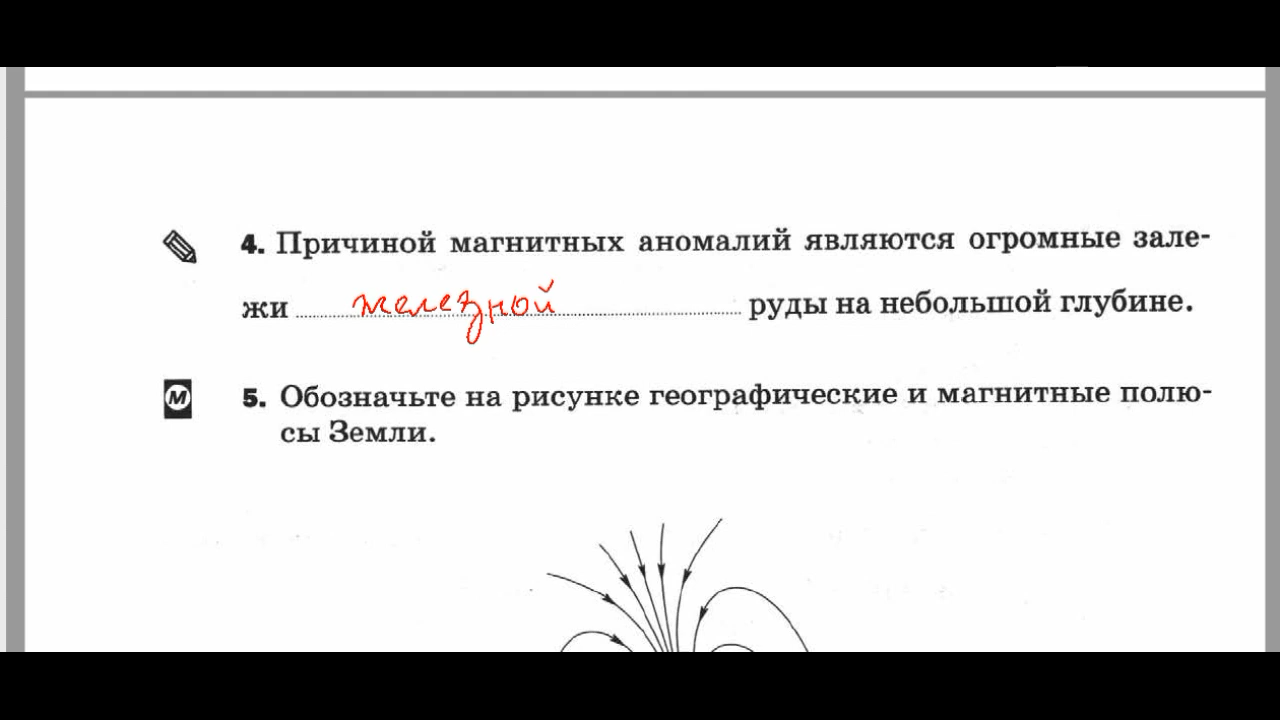 4. Причиной магнитных аномалий являются огромные зале-
жи железной руды на небольшой глубине.
М 5. Обозначьте на рисунке географические и магнитные полю-
сы Земли.